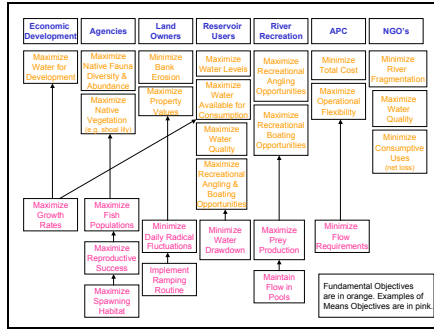 Economic
Development
Agencies
Land
Owners
Reservoir
Users
River
Recreation
APC
NGO's
Maximize
Water for
Development
Maximize
Native Fauna
Diversity &
Abundance
Maximize
Native
Vegetation
(e.g. shoal lily)
Minimize
Bank
Erosion
Maximize
Property
Values
Maximize
Water Levels
Maximize
Water
Available for
Consumption
Maximize
Water
Quality
Maximize
Recreational
Angling &
Boating
Opportunities
Maximize
Recreational
Angling
Opportunities
Maximize
Recreational
Boating
Opportunities
Minimize
Total Cost
Maximize
Operational
Flexibility
Minimize
River
Fragmentation
Maximize
Water
Quality
Minimize
Consumptive
Uses
(net loss)
Maximize
Growth
Rates
Maximize
Fish
Populations
Maximize
Reproductive
Success
Maximize
Spawning
Habitat
Minimize
Daily Radical
Fluctuations
Implement
Ramping
Routine
Minimize
Water
Drawdown
Maximize
Prey
Production
Maintain
Flow in
Pools
Minimize
Flow
Requirements
Fundamental Objectives
are in orange. Examples of
Means Objectives are in pink.